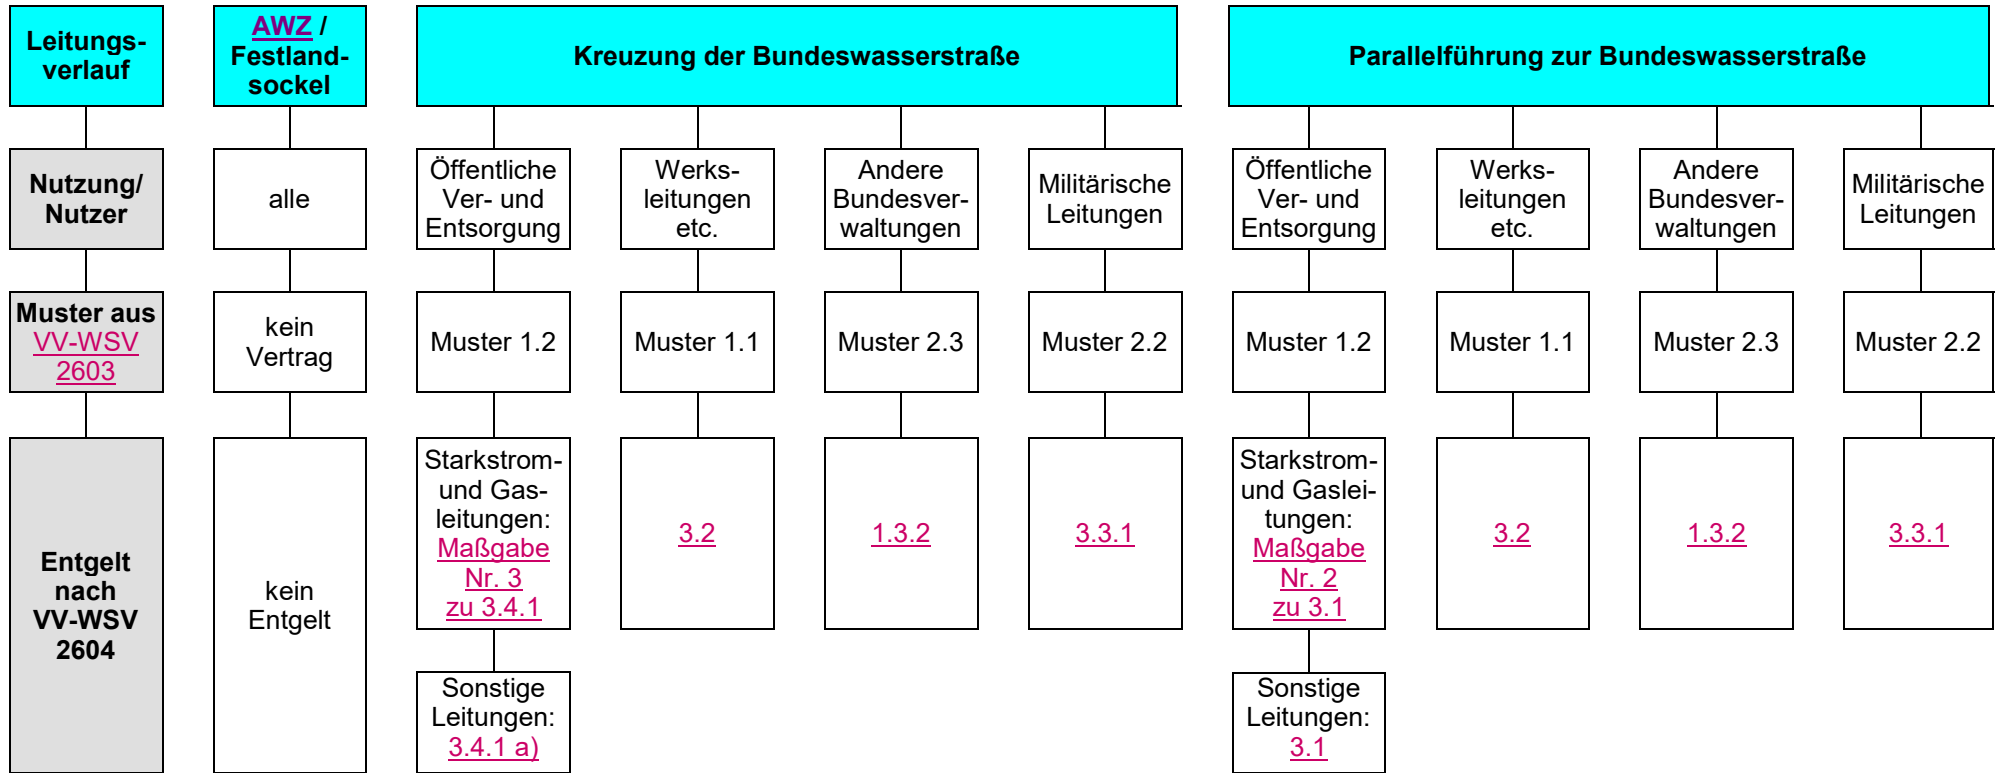 Leitungs-
verlauf
AWZ /
Festland-
sockel
Kreuzung der Bundeswasserstraße
Parallelführung zur Bundeswasserstraße
Nutzung/
Nutzer
alle
Öffentliche
Ver- und
Entsorgung
Werks-
leitungen
etc.
Andere
Bundesver-
waltungen
Militärische
Leitungen
Öffentliche
Ver- und
Entsorgung
Werks-
leitungen
etc.
Andere
Bundesver-
waltungen
Militärische
Leitungen
Muster aus
VV-WSV
2603
kein
Vertrag
Muster 1.2
Muster 1.1
Muster 2.3
Muster 2.2
Muster 1.2
Muster 1.1
Muster 2.3
Muster 2.2
Entgelt
nach
VV-WSV
2604
kein
Entgelt
Starkstrom-
und Gas-
leitungen:
Maßgabe
Nr. 3
zu 3.4.1
3.2
1.3.2
3.3.1
Starkstrom-
und Gaslei-
tungen:
Maßgabe
Nr. 2
zu 3.1
3.2
1.3.2
3.3.1
Sonstige
Leitungen:
3.4.1 a)
Sonstige
Leitungen:
3.1